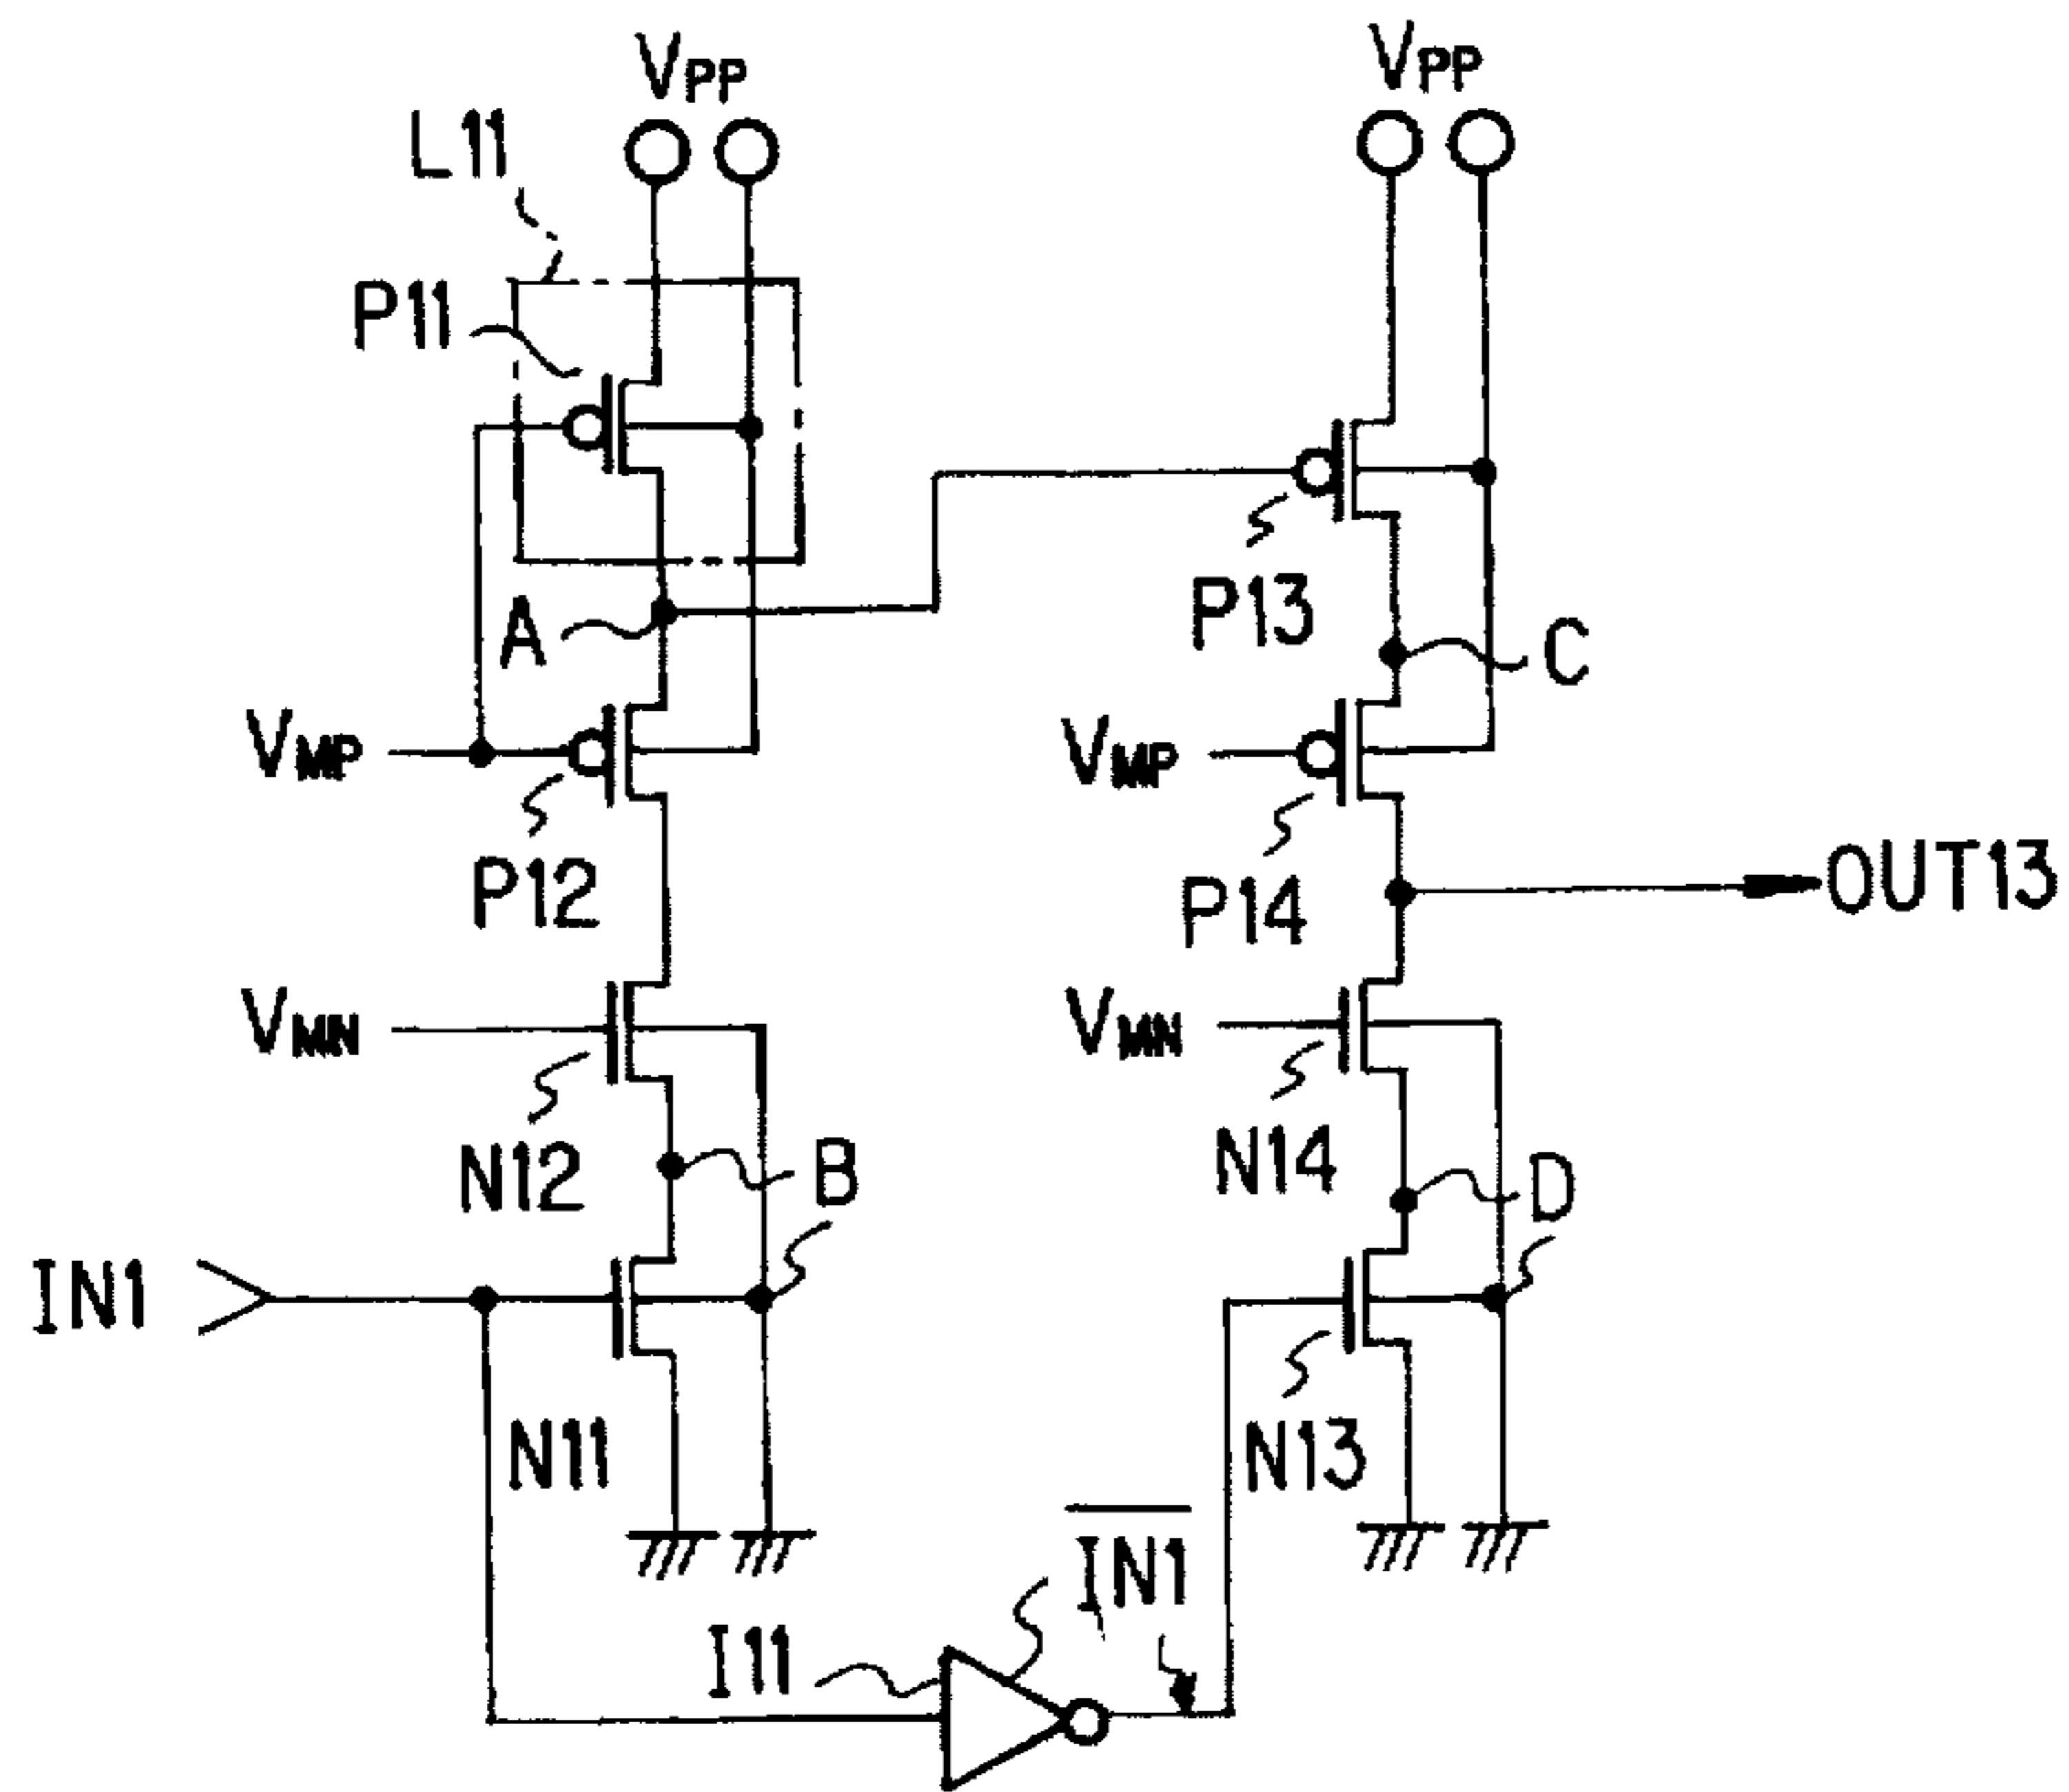 VPP
VPP
L11
P11
A
P13
C
VMP
VMP
P12
P14
OUT13
VMN
VMN
N12
B
N14
D
IN1
N11
N13
IN1
I11